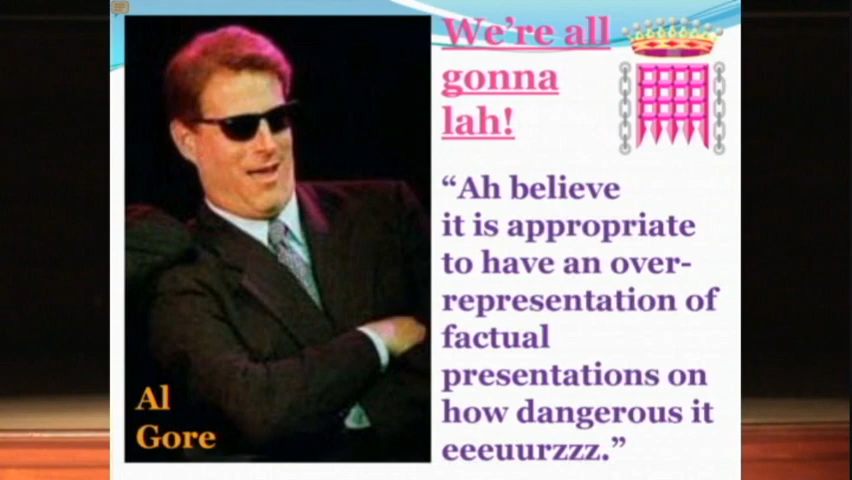 We’re all
gonna
lah!
“Ah believe
it is appropriate
to have an over-
representation of
factual
presentations on
how dangerous it
eeeuurzzz.”
Al
Gore